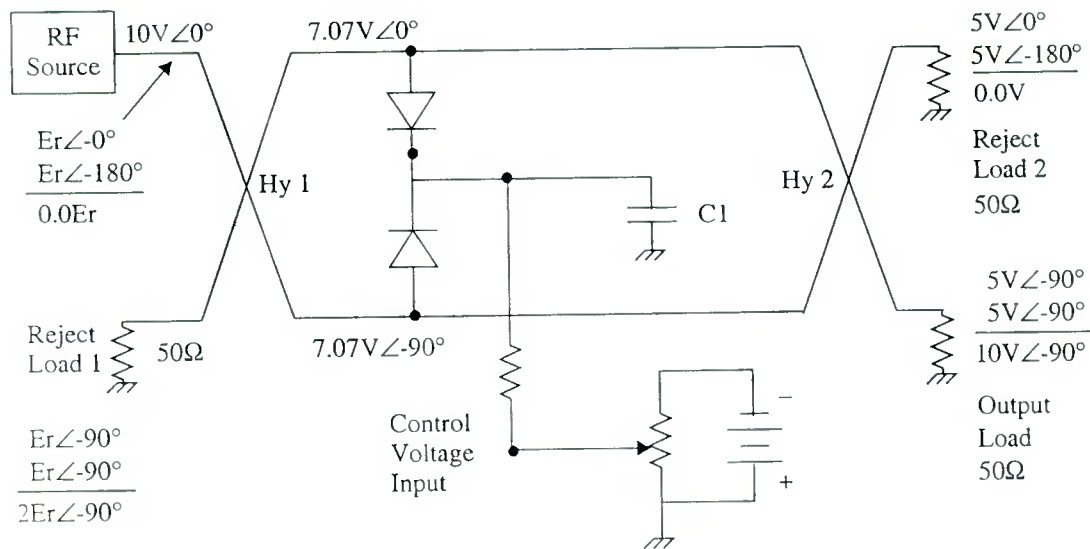 RF
Source
10V∠0°
Er∠-0°
Er∠-180°
0.0Er
Hy 1
7.07V∠0°
C1
Hy 2
5V∠0°
5V∠-180°
0.0V
Reject
Load 2
50Ω
Reject
Load 1
50Ω
Er∠-90°
Er∠-90°
2Er∠-90°
7.07V∠-90°
Control
Voltage
Input
−
+
5V∠-90°
5V∠-90°
10V∠-90°
Output
Load
50Ω